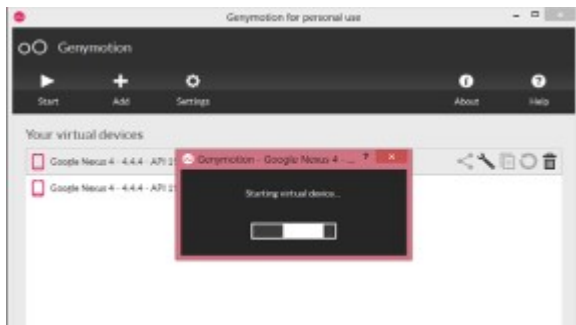 Genymotion for personal use
Genymotion
Start Add Settings About Help
Your virtual devices
Google Nexus 4 - 4.4.4 - API
Genymotion - Google Nexus 4 - ... ?
Starting virtual device...
Google Nexus 4 - 4.4.4 - API